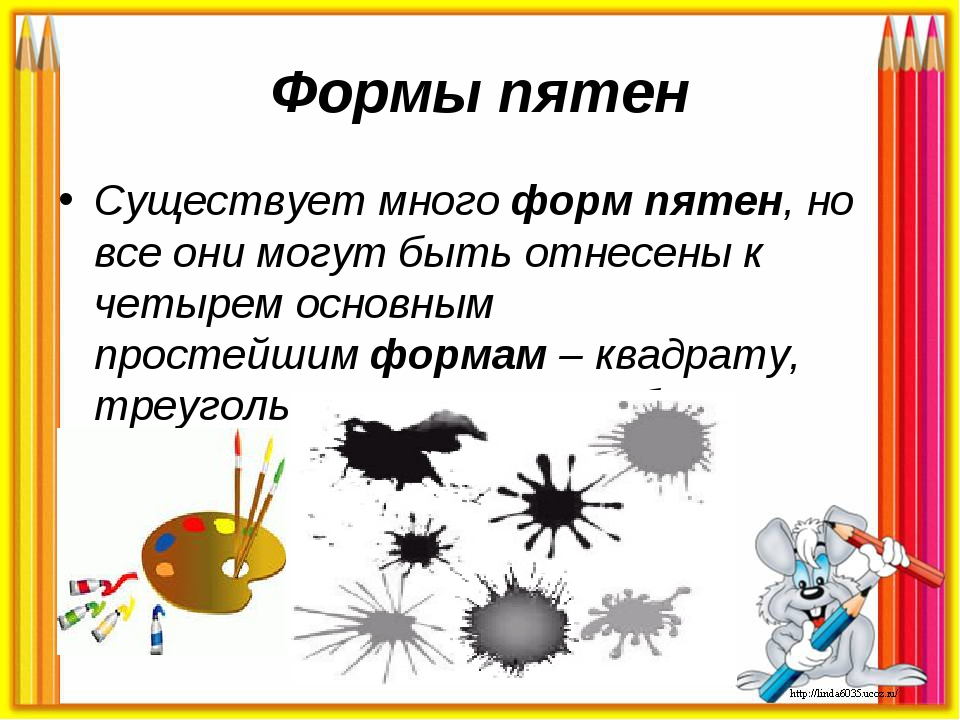 Формы пятен
• Существует много форм пятен, но
все они могут быть отнесены к
четырем основным
простейшим формам – квадрату,
треуголь
http://linda6035.ucoz.ru/